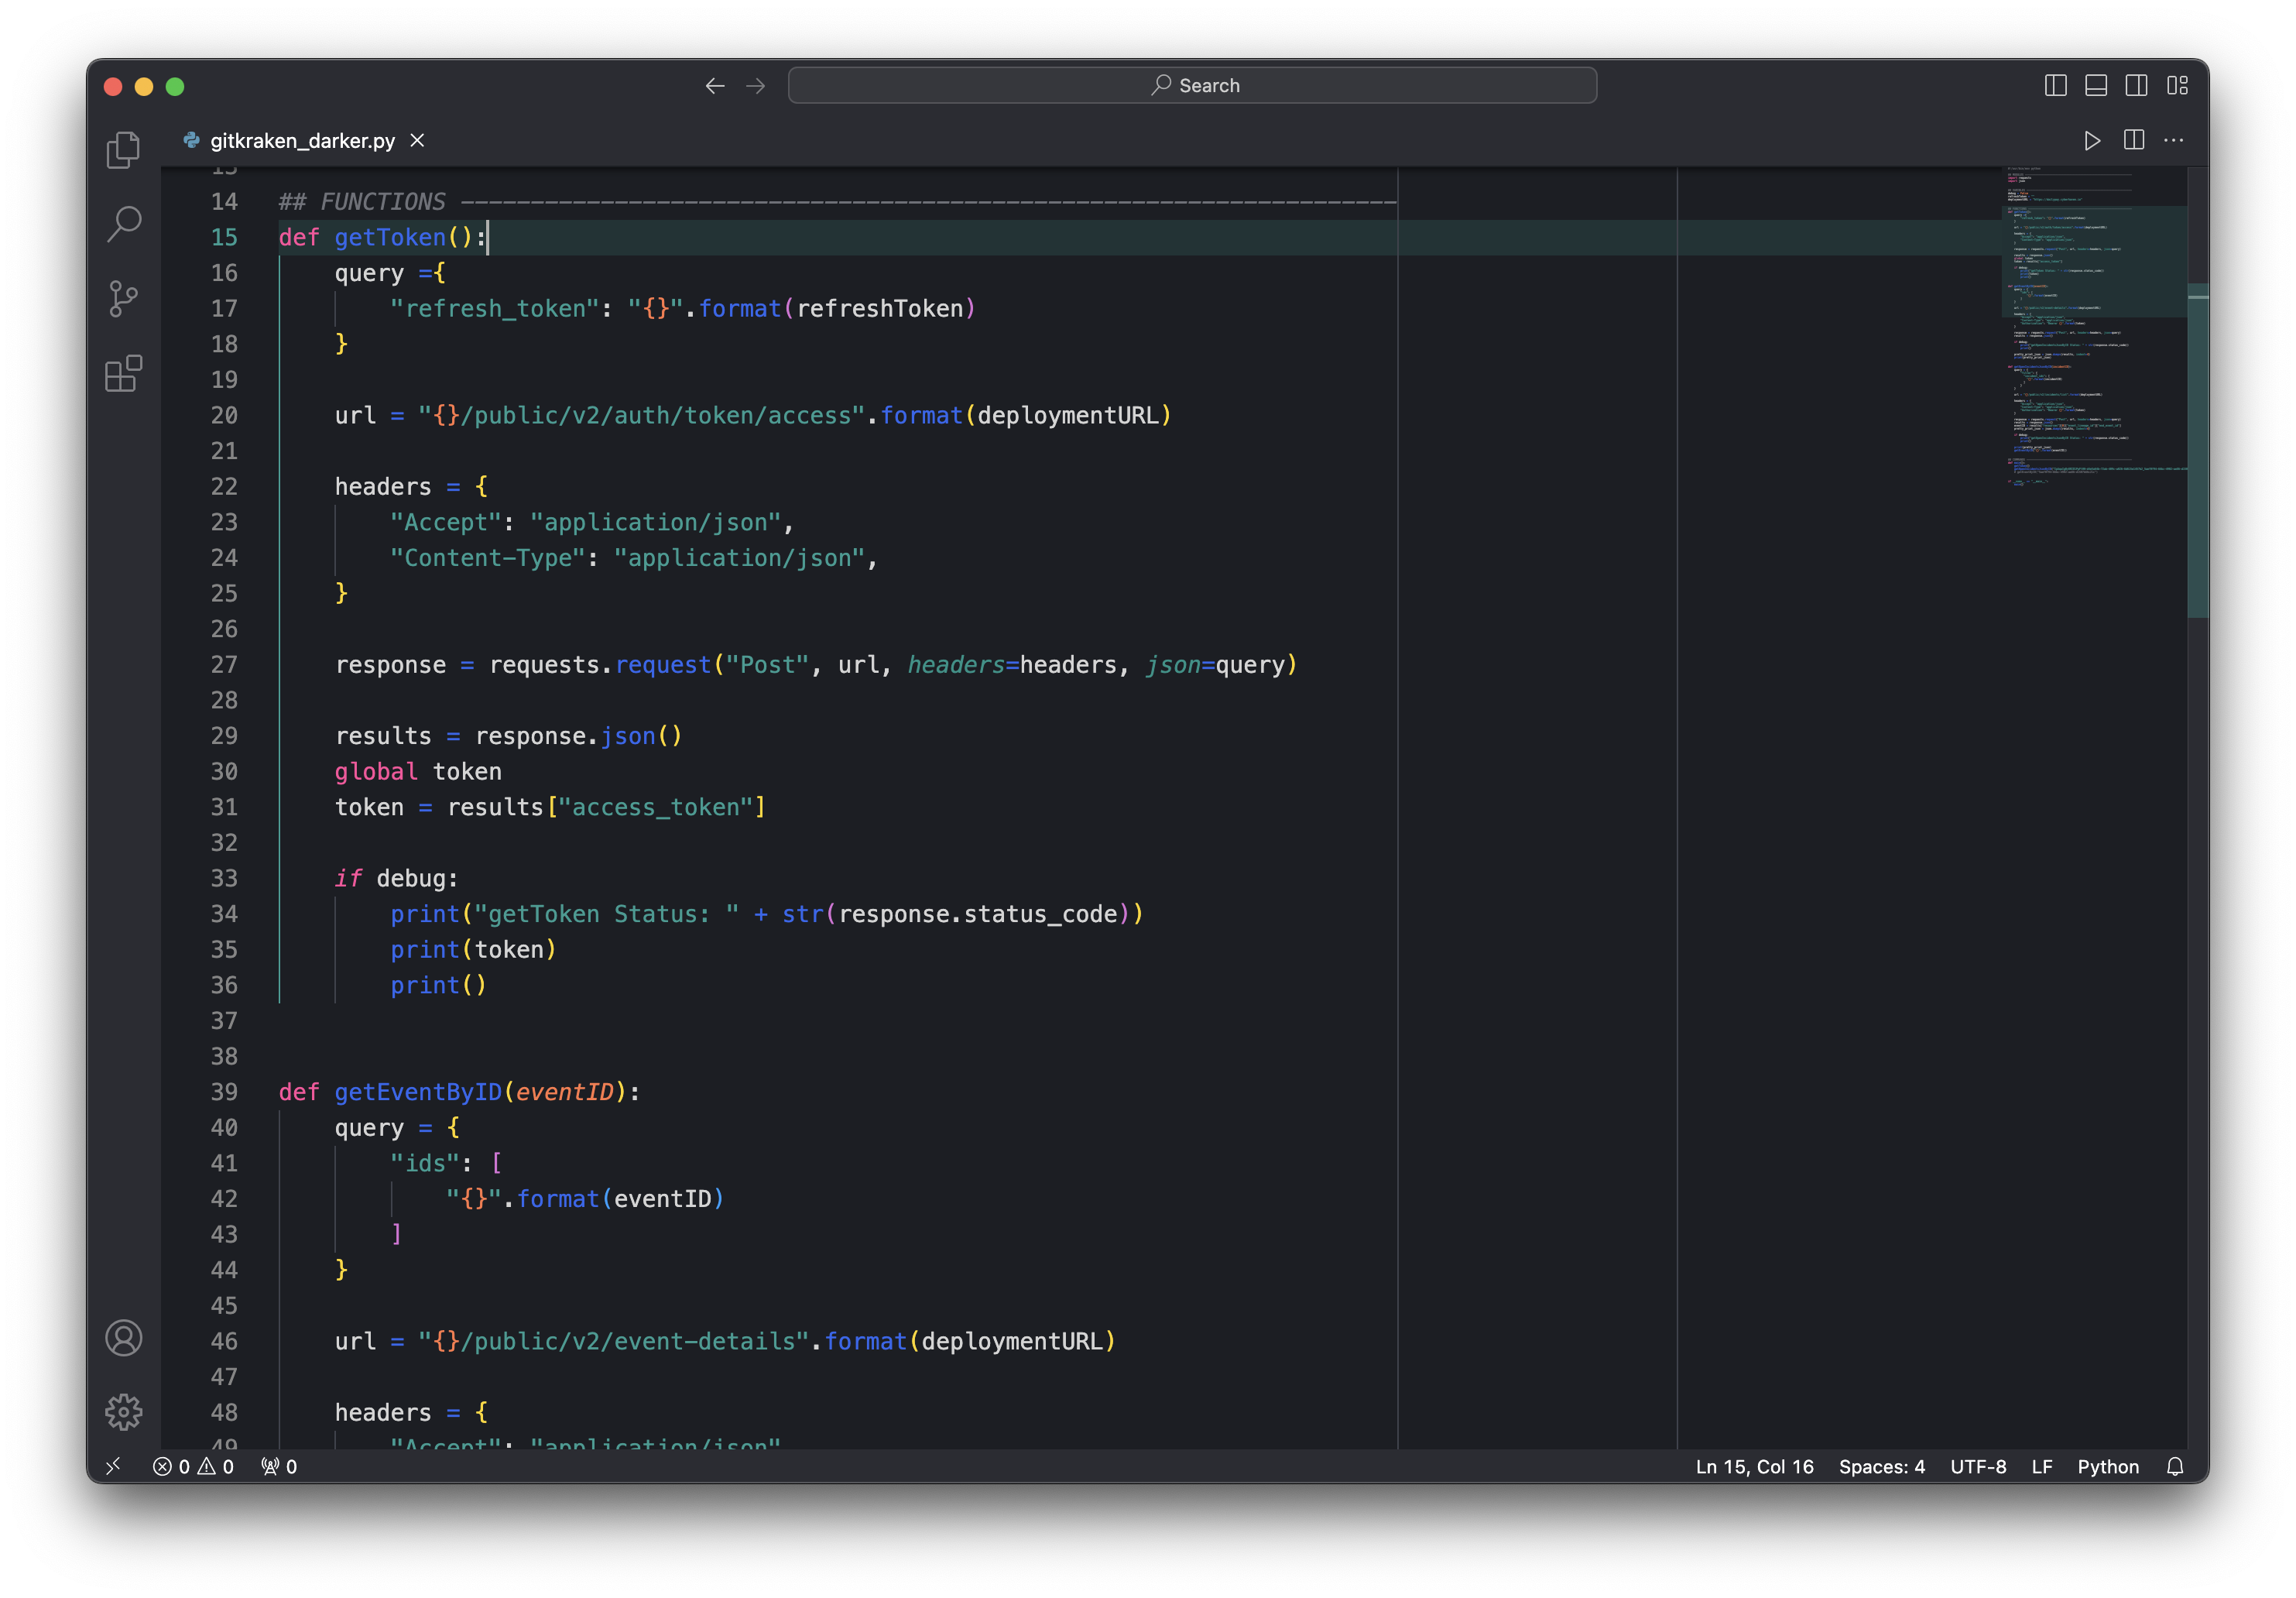 Search
gitkraken_darker.py
13
14 ## FUNCTIONS -------------------------------------------------------------------
15 def getToken():
16     query ={
17         "refresh_token": "{}".format(refreshToken)
18     }
19
20     url = "{}/public/v2/auth/token/access".format(deploymentURL)
21
22     headers = {
23         "Accept": "application/json",
24         "Content-Type": "application/json",
25     }
26
27     response = requests.request("Post", url, headers=headers, json=query)
28
29     results = response.json()
30     global token
31     token = results["access_token"]
32
33     if debug:
34         print("getToken Status: " + str(response.status_code))
35         print(token)
36         print()
37
38
39 def getEventByID(eventID):
40     query = {
41         "ids": [
42             "{}".format(eventID)
43         ]
44     }
45
46     url = "{}/public/v2/event-details".format(deploymentURL)
47
48     headers = {
49         "Accept": "application/json"
0 0 0 Ln 15, Col 16 Spaces: 4 UTF-8 LF Python